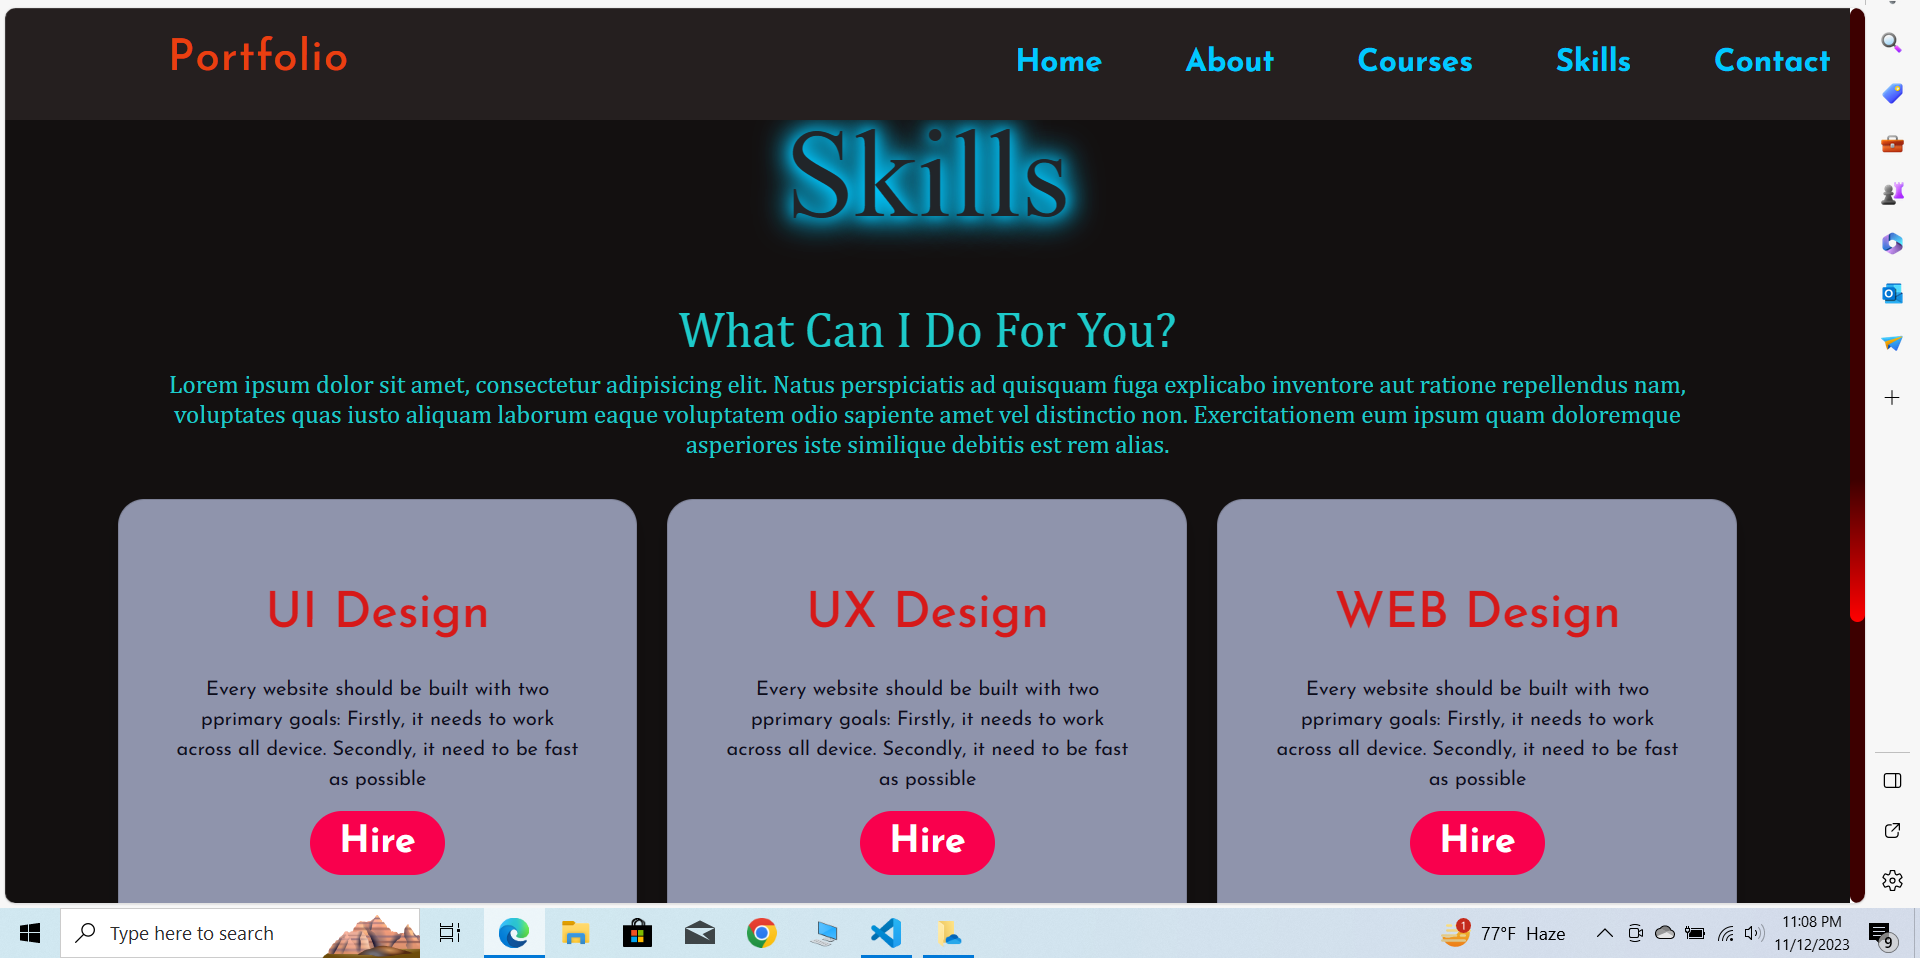 Portfolio
Home About Courses Skills Contact
Skills
What Can I Do For You?
Lorem ipsum dolor sit amet, consectetur adipisicing elit. Natus perspiciatis ad quisquam fuga explicabo inventore aut ratione repellendus nam,
voluptates quas iusto aliquam laborum eaque voluptatem odio sapiente amet vel distinctio non. Exercitationem eum ipsum quam doloremque
asperiores iste similique debitis est rem alias.
UI Design
Every website should be built with two
pprimary goals: Firstly, it needs to work
across all device. Secondly, it need to be fast
as possible
Hire
UX Design
Every website should be built with two
pprimary goals: Firstly, it needs to work
across all device. Secondly, it need to be fast
as possible
Hire
WEB Design
Every website should be built with two
pprimary goals: Firstly, it needs to work
across all device. Secondly, it need to be fast
as possible
Hire
Type here to search
1
77°F Haze
11:08 PM
11/12/2023
9